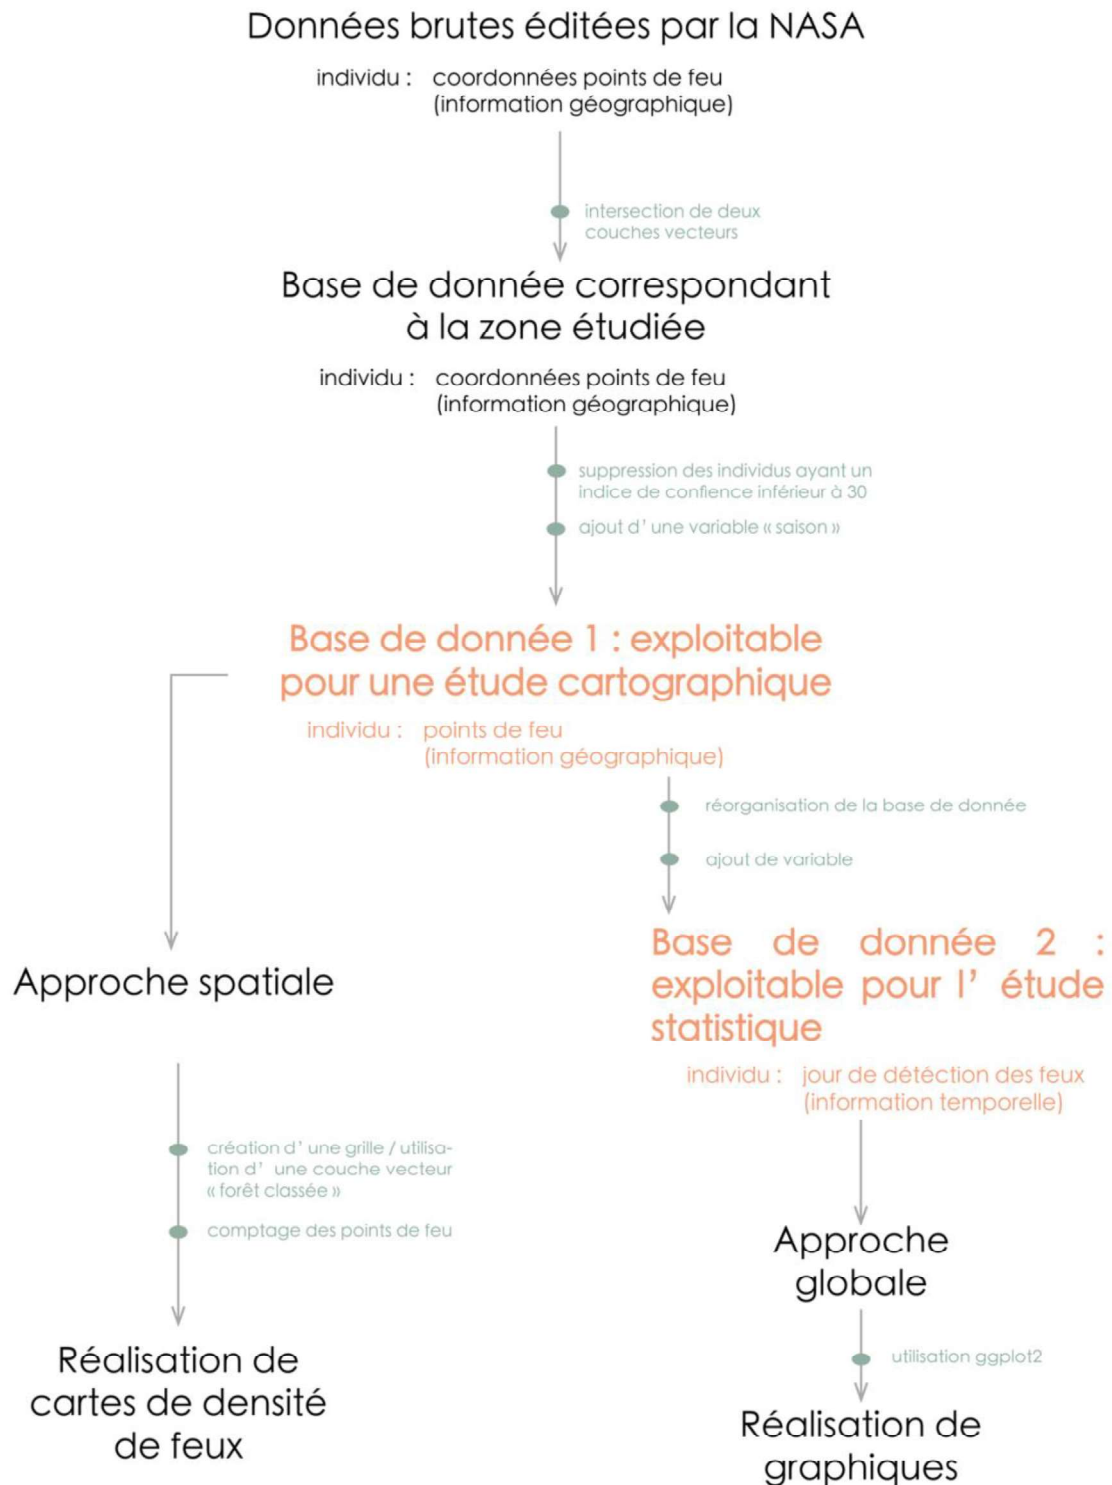 Données brutes éditées par la NASA
individu : coordonnées points de feu
(information géographique)
intersection de deux
couches vecteurs
Base de donnée correspondant
à la zone étudiée
individu : coordonnées points de feu
(information géographique)
suppression des individus ayant un
indice de confience inférieur à 30
ajout d' une variable « saison »
Base de donnée 1 : exploitable
pour une étude cartographique
individu : points de feu
(information géographique)
réorganisation de la base de donnée
ajout de variable
Base de donnée 2 :
exploitable pour l' étude
statistique
individu : jour de détéction des feux
(information temporelle)
Approche spatiale
création d' une grille / utilisa-
tion d' une couche vecteur
« forêt classée »
comptage des points de feu
Réalisation de
cartes de densité
de feux
Approche
globale
utilisation ggplot2
Réalisation de
graphiques